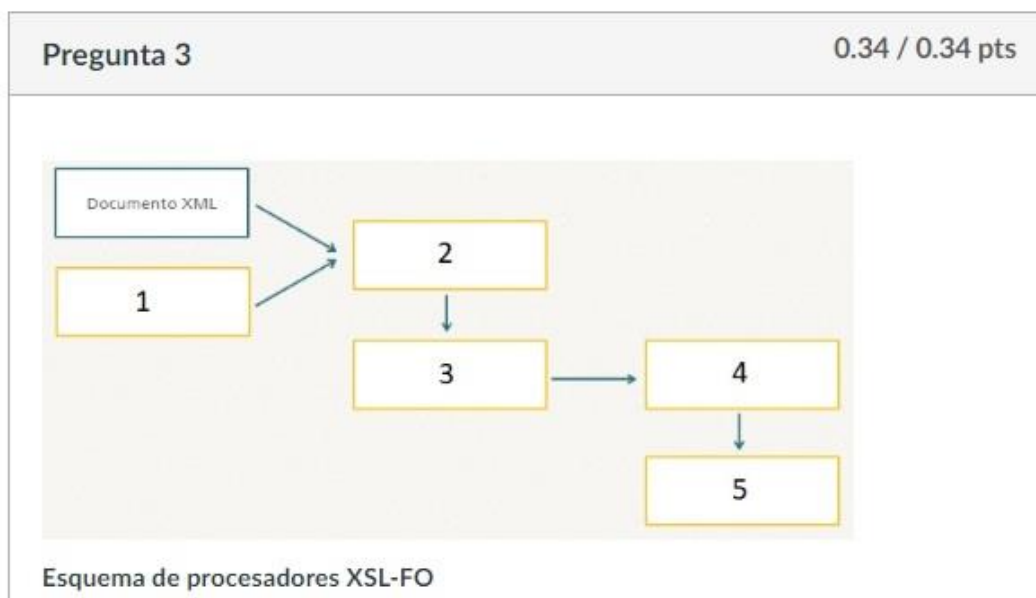 Pregunta 3
0.34 / 0.34 pts
Documento XML
1
2
3
4
5
Esquema de procesadores XSL-FO